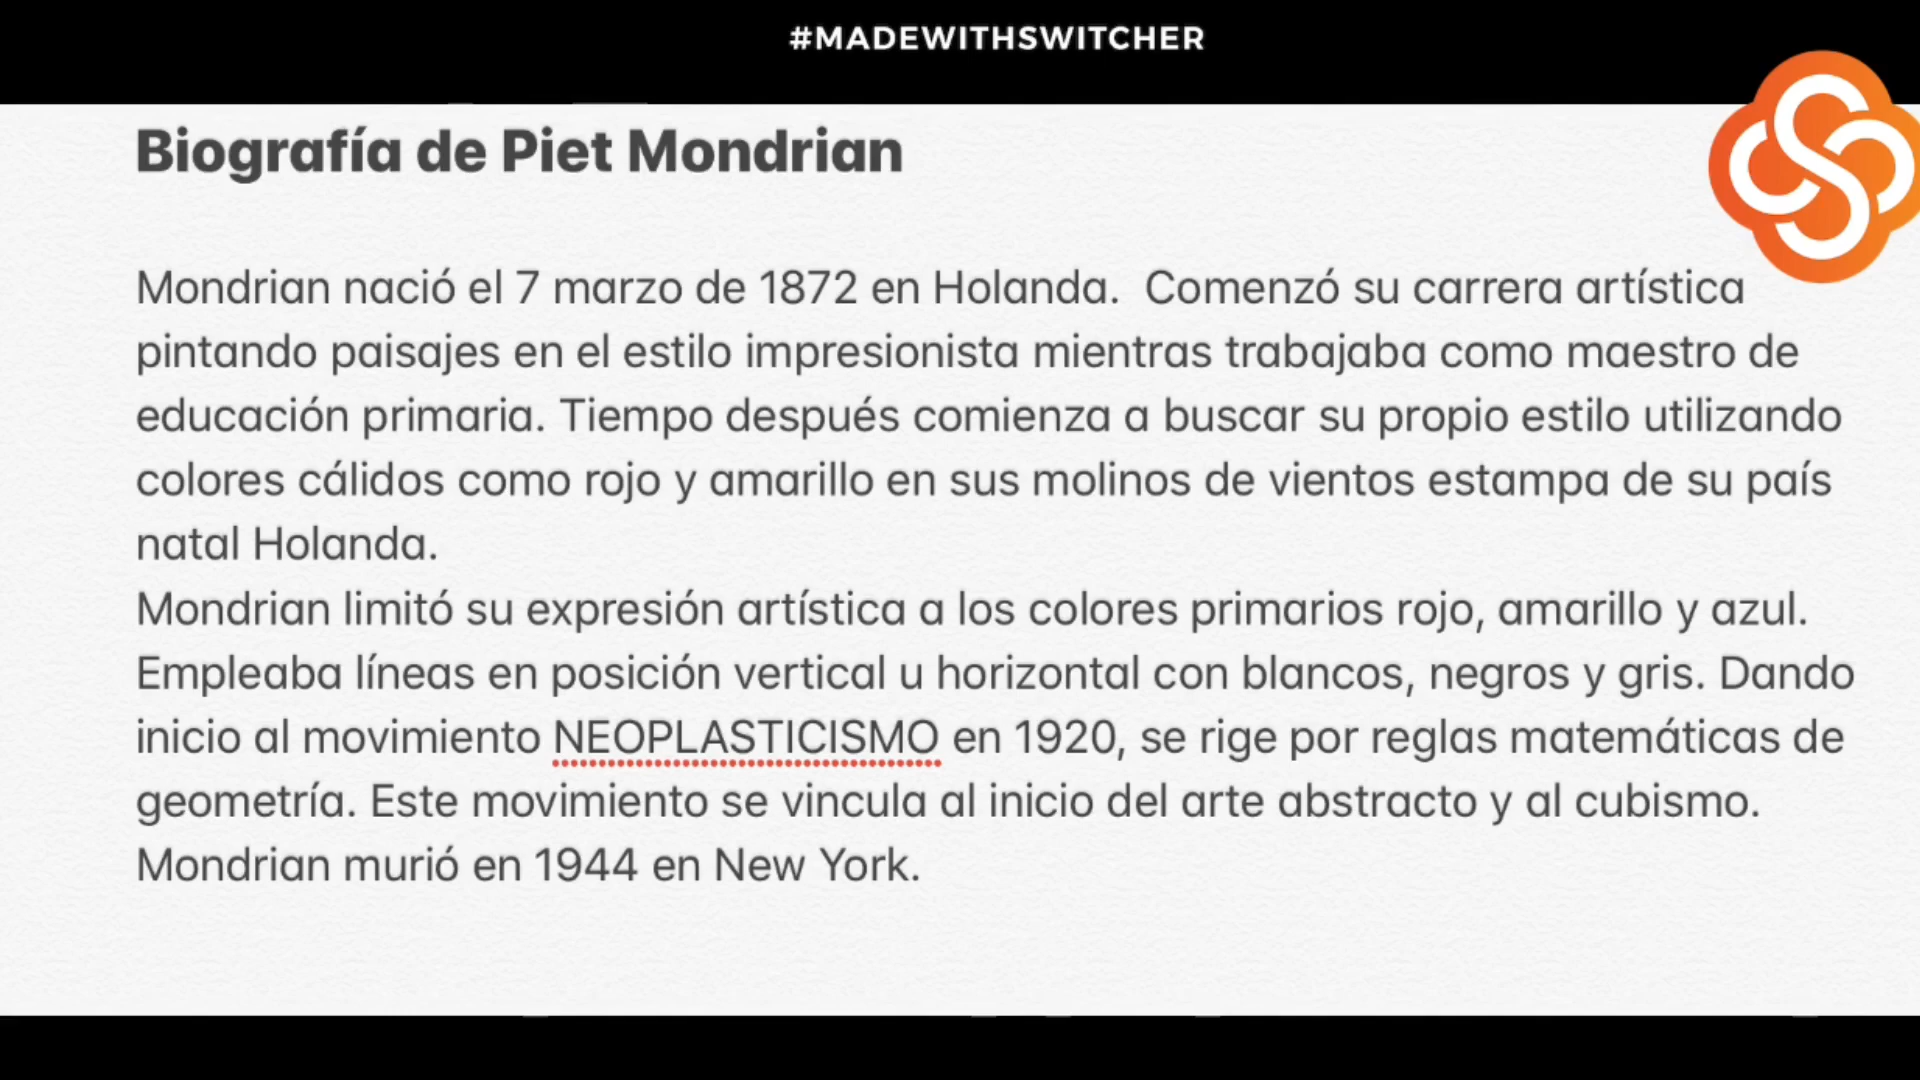 #MADEWITHSWITCHER
Biografía de Piet Mondrian
Mondrian nació el 7 marzo de 1872 en Holanda.  Comenzó su carrera artística
pintando paisajes en el estilo impresionista mientras trabajaba como maestro de
educación primaria. Tiempo después comienza a buscar su propio estilo utilizando
colores cálidos como rojo y amarillo en sus molinos de vientos estampa de su país
natal Holanda.
Mondrian limitó su expresión artística a los colores primarios rojo, amarillo y azul.
Empleaba líneas en posición vertical u horizontal con blancos, negros y gris. Dando
inicio al movimiento NEOPLASTICISMO en 1920, se rige por reglas matemáticas de
geometría. Este movimiento se vincula al inicio del arte abstracto y al cubismo.
Mondrian murió en 1944 en New York.